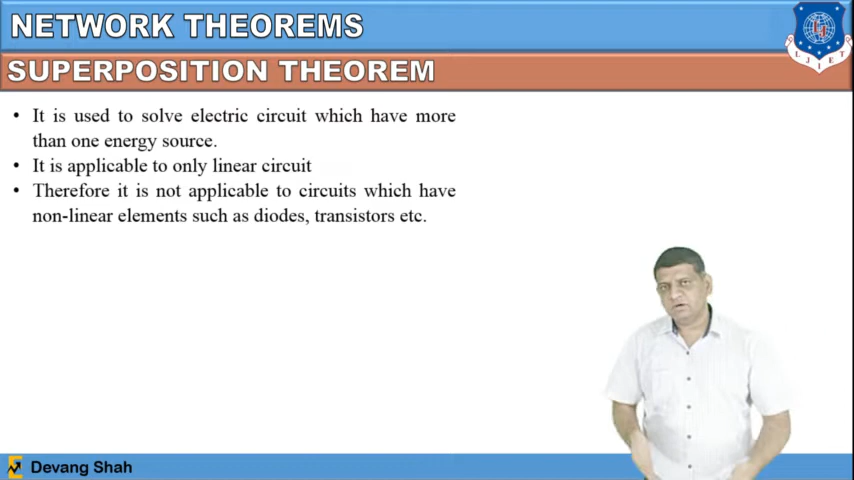 NETWORK THEOREMS
SUPERPOSITION THEOREM
• It is used to solve electric circuit which have more
than one energy source.
• It is applicable to only linear circuit
• Therefore it is not applicable to circuits which have
non-linear elements such as diodes, transistors etc.
LJIET
Devang Shah